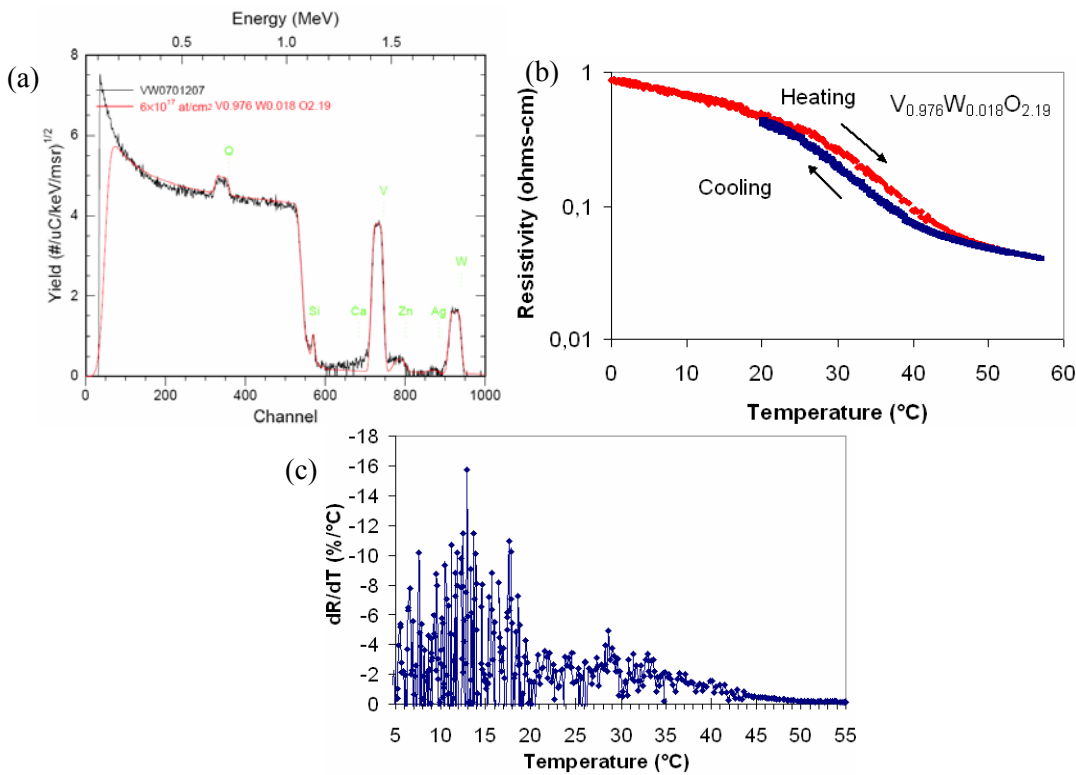 (a)
Energy (MeV)
0.5 1.0 1.5
8
6
4
2
0
Yield (#/uC/keV/msr)^1/2
VW0701207
6×10^17 at/cm2 V0.976 W0.018 O2.19
O
V
W
Si
Ca
Zn
Ag
0 200 400 600 800 1000
Channel
(b)
1
0,1
0,01
Resistivity (ohms-cm)
Heating
V0.976W0.018O2.19
Cooling
0 10 20 30 40 50 60
Temperature (°C)
(c)
-18
-16
-14
-12
-10
-8
-6
-4
-2
0
dR/dT (%/°C)
5 10 15 20 25 30 35 40 45 50 55
Temperature (°C)